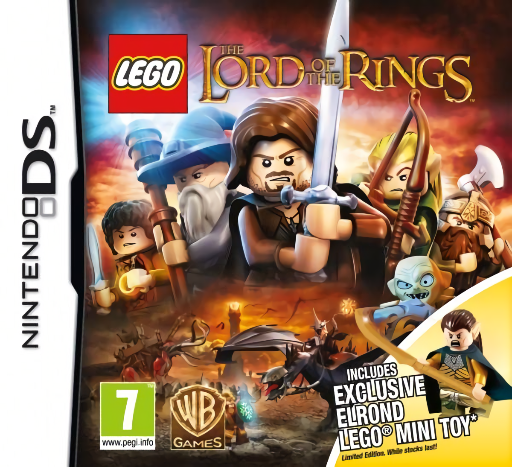 NINTENDO DS™
LEGO
THE
LORD OF
THE RINGS™
7
www.pegi.info
WB
GAMES
INCLUDES
EXCLUSIVE
ELROND
LEGO® MINI TOY*
Limited Edition. While stocks last!